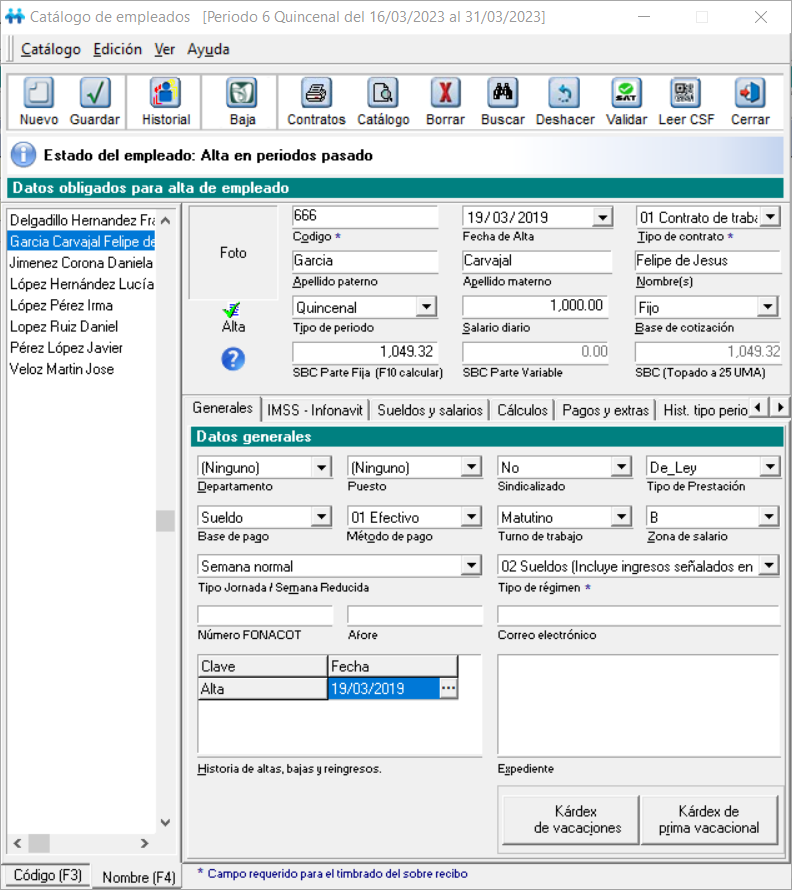 Catálogo de empleados [Periodo 6 Quincenal del 16/03/2023 al 31/03/2023]
Catálogo Edición Ver Ayuda
Nuevo Guardar Historial Baja Contratos Catálogo Borrar Buscar Deshacer Validar Leer CSF Cerrar
SAT
Estado del empleado: Alta en periodos pasado
Datos obligados para alta de empleado
Delgadillo Hernandez Fra
Garcia Carvajal Felipe de
Jimenez Corona Daniela
López Hernández Lucía
López Pérez Irma
Lopez Ruiz Daniel
Pérez López Javier
Veloz Martin Jose
Código (F3) Nombre (F4)
Foto
Alta
666 19/03/2019 01 Contrato de traba
Codigo * Fecha de Alta Tipo de contrato *
Garcia Carvajal Felipe de Jesus
Apellido paterno Apellido materno Nombre(s)
Quincenal 1,000.00 Fijo
Tipo de periodo Salario diario Base de cotización
1,049.32 0.00 1,049.32
SBC Parte Fija (F10 calcular) SBC Parte Variable SBC (Topado a 25 UMA)
Generales IMSS - Infonavit Sueldos y salarios Cálculos Pagos y extras Hist. tipo perio
Datos generales
(Ninguno) (Ninguno) No De_Ley
Departamento Puesto Sindicalizado Tipo de Prestación
Sueldo 01 Efectivo Matutino B
Base de pago Método de pago Turno de trabajo Zona de salario
Semana normal 02 Sueldos (Incluye ingresos señalados en
Tipo Jornada / Semana Reducida Tipo de régimen *
Número FONACOT Afore Correo electrónico
Clave Fecha
Alta 19/03/2019 ...
Historia de altas, bajas y reingresos. Expediente
Kárdex de vacaciones
Kárdex de prima vacacional
* Campo requerido para el timbrado del sobre recibo